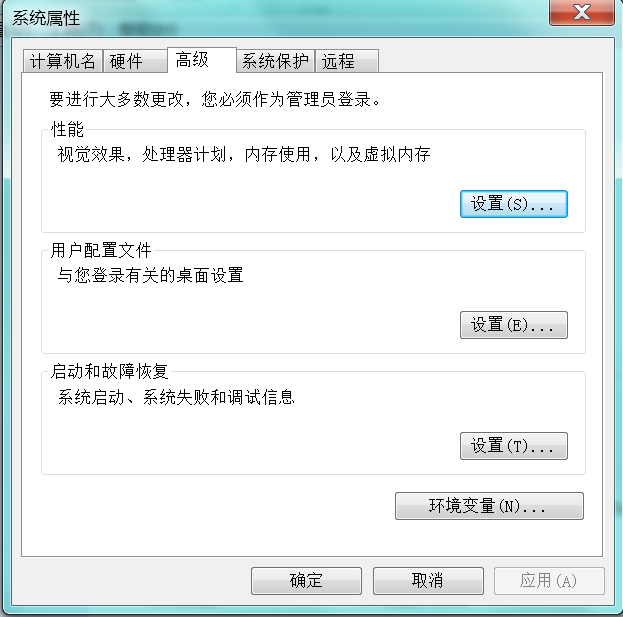 系统属性
计算机名 硬件 高级 系统保护 远程
要进行大多数更改，您必须作为管理员登录。
性能
视觉效果，处理器计划，内存使用，以及虚拟内存
设置(S)...
用户配置文件
与您登录有关的桌面设置
设置(E)...
启动和故障恢复
系统启动、系统失败和调试信息
设置(T)...
环境变量(N)...
确定 取消 应用(A)